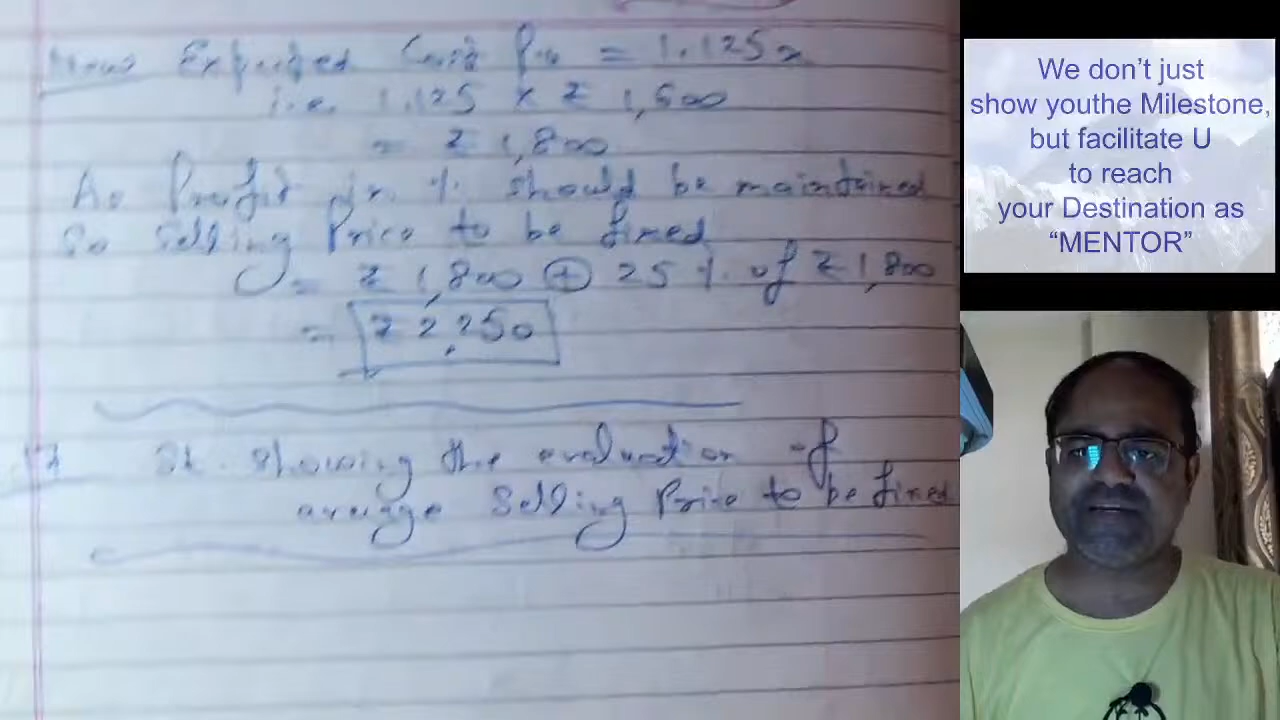 Now Expected Cost P.u. = 1.125x
i.e. 1.125 × ₹ 1,600
= ₹ 1,800
As Profit in % should be maintained
So Selling Price to be fixed
= ₹ 1,800 ⊕ 25 % of ₹ 1,800
= ₹ 2,250
St. showing the evaluation of
average Selling Price to be fixed
We don't just
show youthe Milestone,
but facilitate U
to reach
your Destination as
“MENTOR”